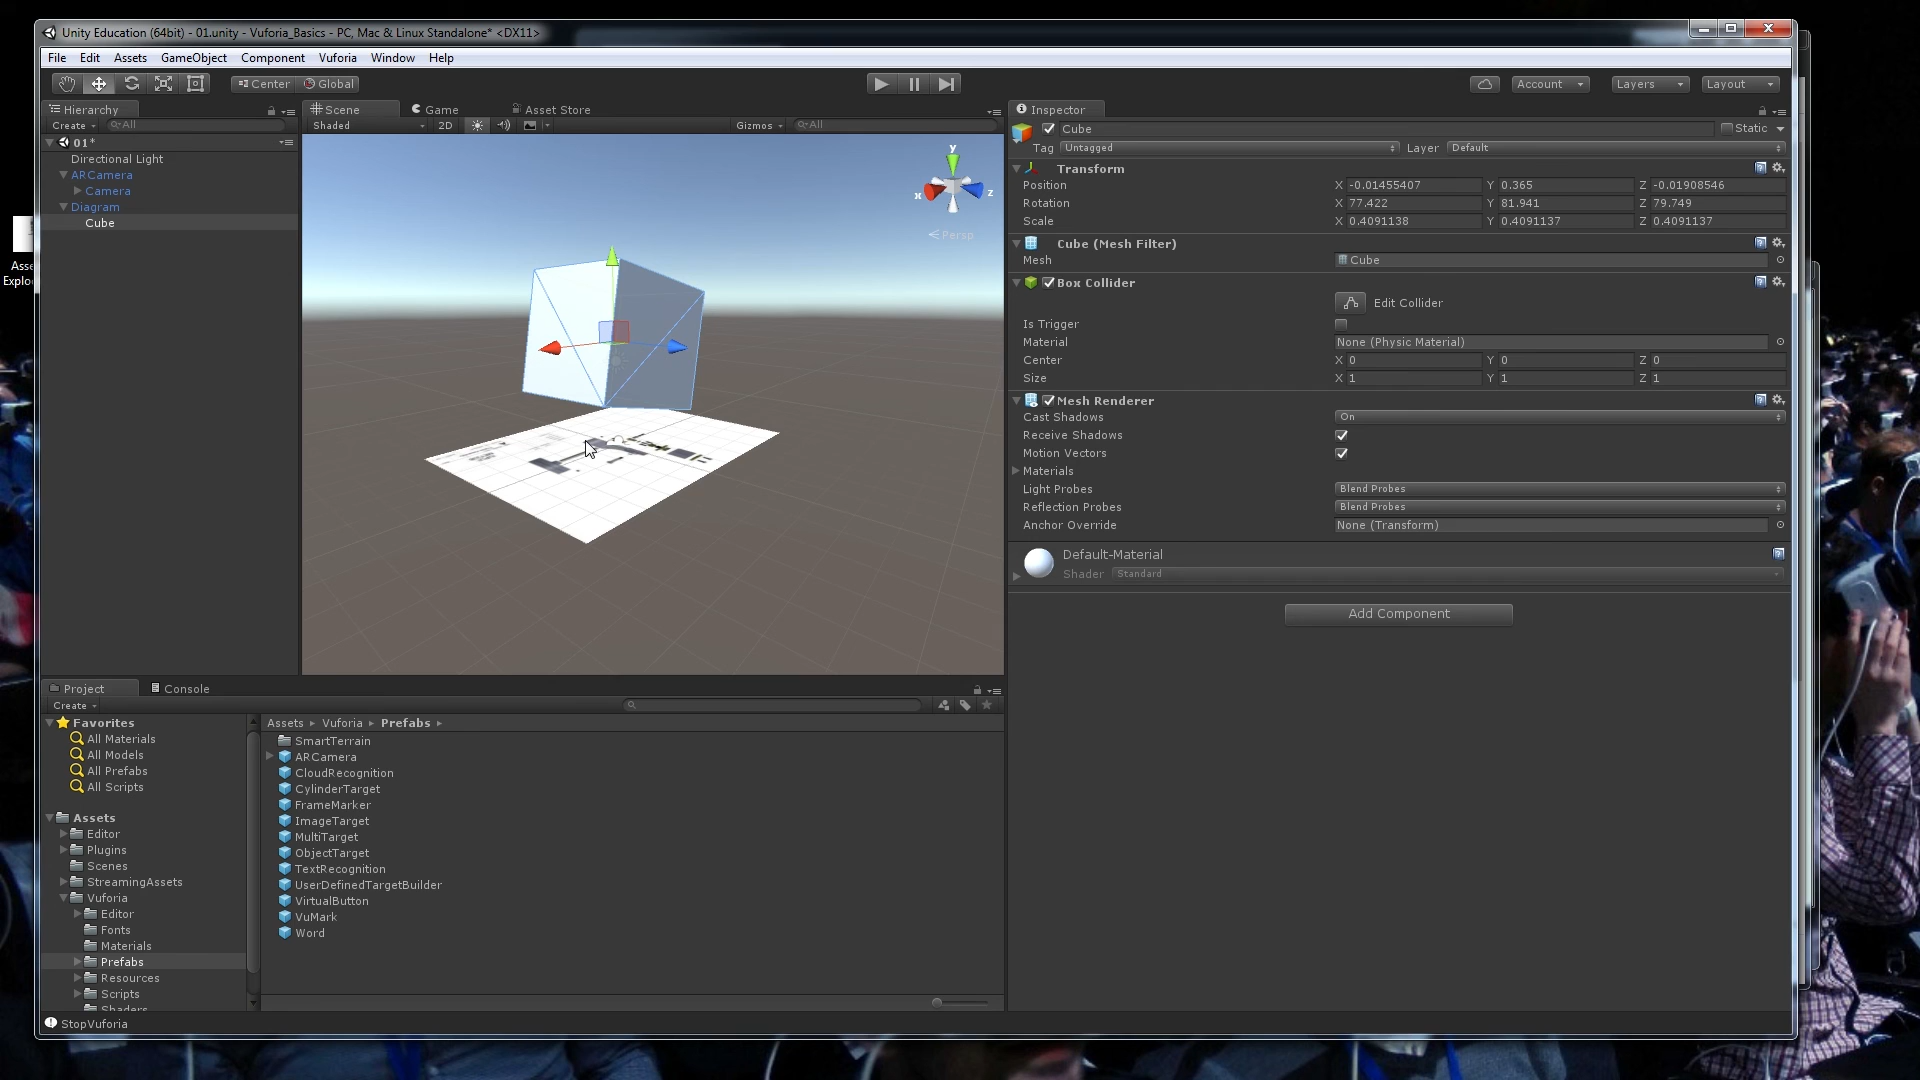 Unity Education (64bit) - 01.unity - Vuforia_Basics - PC, Mac & Linux Standalone* <DX11>
File Edit Assets GameObject Component Vuforia Window Help
Center Global Account Layers Layout
Hierarchy
Create All
01*
Directional Light
ARCamera
Camera
Diagram
Cube
Scene Game Asset Store
Shaded 2D Gizmos All
y
x
z
Persp
Inspector
Cube Static
Tag Untagged Layer Default
Transform
Position X -0.01455407 Y 0.365 Z -0.01908546
Rotation X 77.422 Y 81.941 Z 79.749
Scale X 0.4091138 Y 0.4091137 Z 0.4091137
Cube (Mesh Filter)
Mesh Cube
Box Collider
Edit Collider
Is Trigger
Material None (Physic Material)
Center X 0 Y 0 Z 0
Size X 1 Y 1 Z 1
Mesh Renderer
Cast Shadows On
Receive Shadows
Motion Vectors
Materials
Light Probes Blend Probes
Reflection Probes Blend Probes
Anchor Override None (Transform)
Default-Material
Shader Standard
Add Component
Project Console
Create
Favorites
All Materials
All Models
All Prefabs
All Scripts
Assets
Editor
Plugins
Scenes
StreamingAssets
Vuforia
Editor
Fonts
Materials
Prefabs
Resources
Scripts
Shaders
Assets Vuforia Prefabs
SmartTerrain
ARCamera
CloudRecognition
CylinderTarget
FrameMarker
ImageTarget
MultiTarget
ObjectTarget
TextRecognition
UserDefinedTargetBuilder
VirtualButton
VuMark
Word
StopVuforia
Asse
Explo